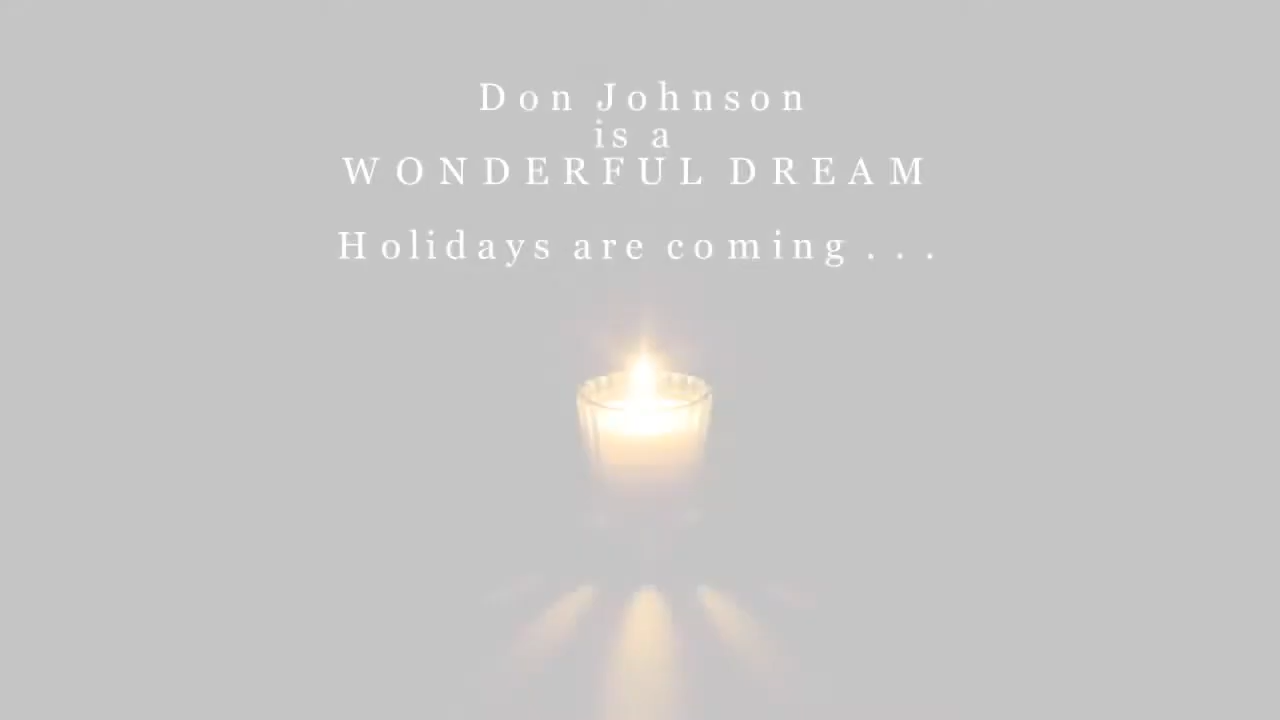 Don Johnson
is a
WONDERFUL DREAM
Holidays are coming . . .